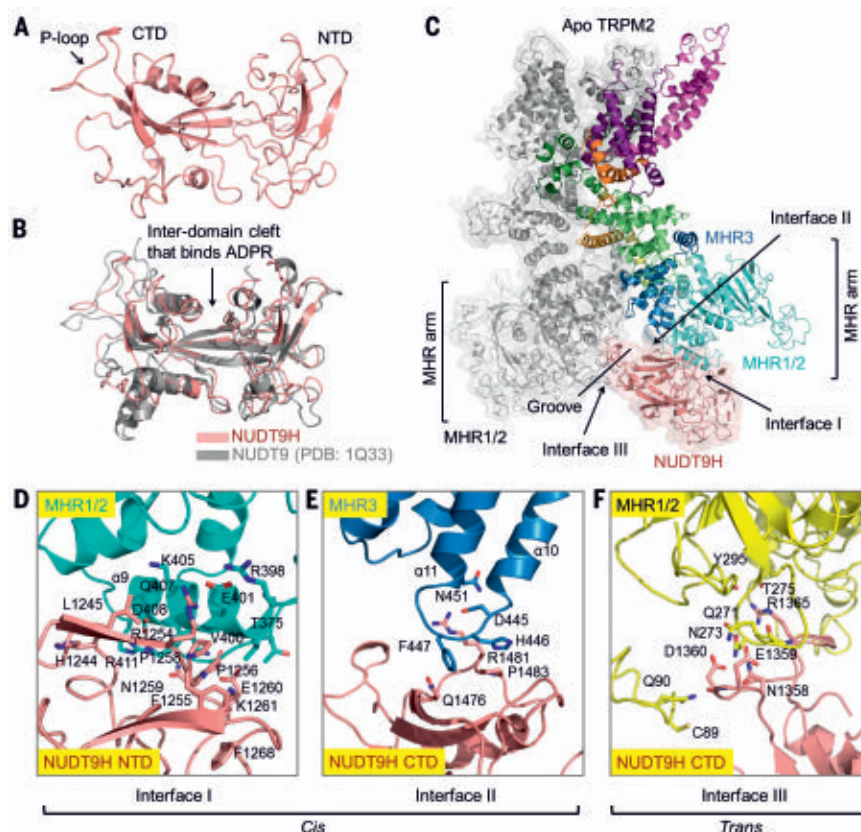 A
P-loop
CTD
NTD
B
Inter-domain cleft
that binds ADPR
NUDT9H
NUDT9 (PDB: 1Q33)
C
Apo TRPM2
Interface II
MHR3
MHR arm
MHR arm
MHR1/2
Groove
MHR1/2
Interface III
Interface I
NUDT9H
D
MHR1/2
α9
K405
R398
Q407
E401
L1245
D408
T375
R1254
V400
H1244
R411
P1258
P1256
N1259
E1260
E1255
K1261
F1268
NUDT9H NTD
Interface I
E
MHR3
α10
α11
N451
D445
H446
F447
R1481
P1483
Q1476
NUDT9H CTD
Interface II
Cis
F
MHR1/2
Y295
T275
R1365
Q271
N273
D1360
E1359
Q90
N1358
C89
NUDT9H CTD
Interface III
Trans